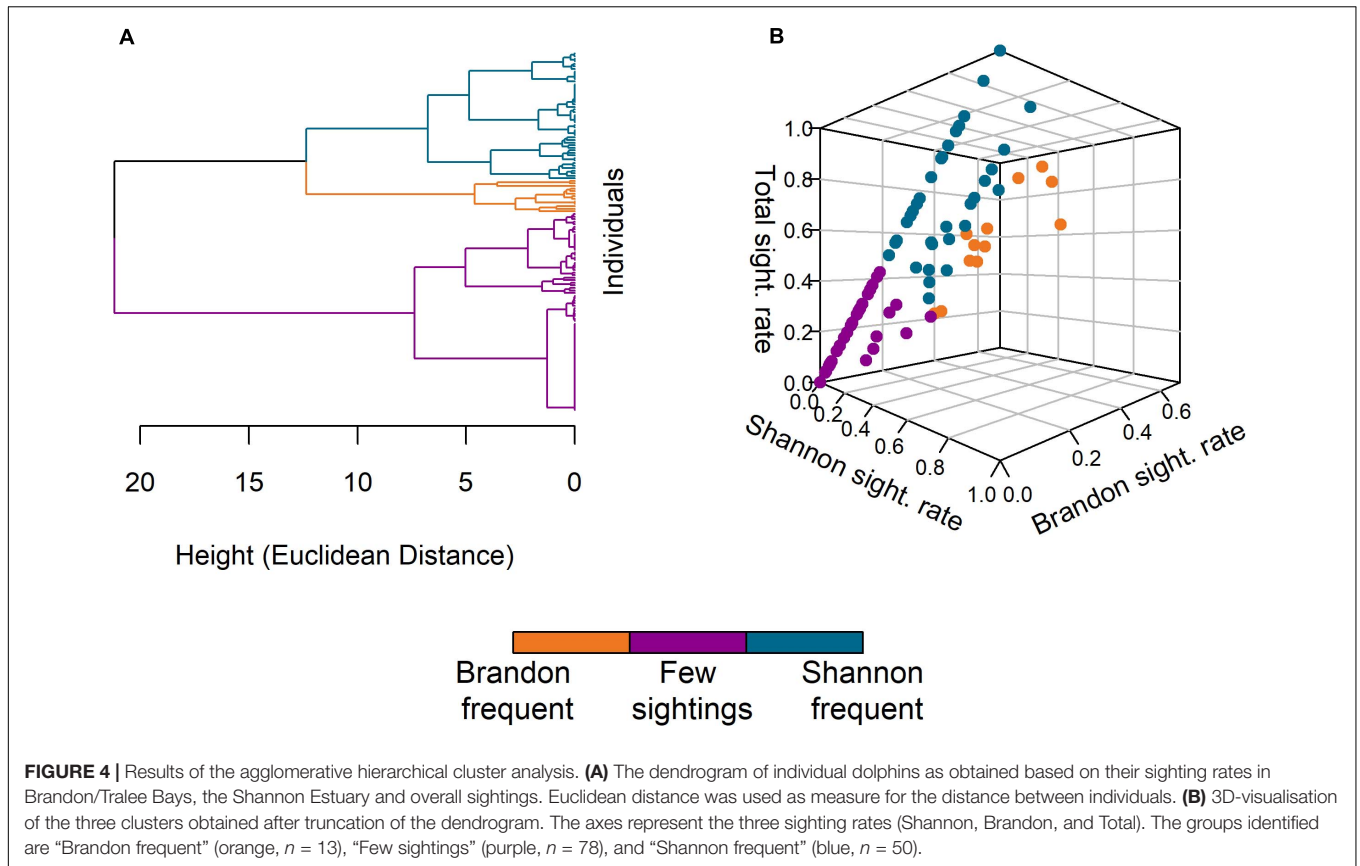 A
Individuals
20 15 10 5 0
Height (Euclidean Distance)
B
Total sight. rate
1.0
0.8
0.6
0.4
0.2
0.0
0.0 0.2 0.4 0.6 0.8 1.0
Shannon sight. rate
0.0 0.2 0.4 0.6
Brandon sight. rate
Brandon frequent
Few sightings
Shannon frequent
FIGURE 4 | Results of the agglomerative hierarchical cluster analysis. (A) The dendrogram of individual dolphins as obtained based on their sighting rates in
Brandon/Tralee Bays, the Shannon Estuary and overall sightings. Euclidean distance was used as measure for the distance between individuals. (B) 3D-visualisation
of the three clusters obtained after truncation of the dendrogram. The axes represent the three sighting rates (Shannon, Brandon, and Total). The groups identified
are “Brandon frequent” (orange, n = 13), “Few sightings” (purple, n = 78), and “Shannon frequent” (blue, n = 50).